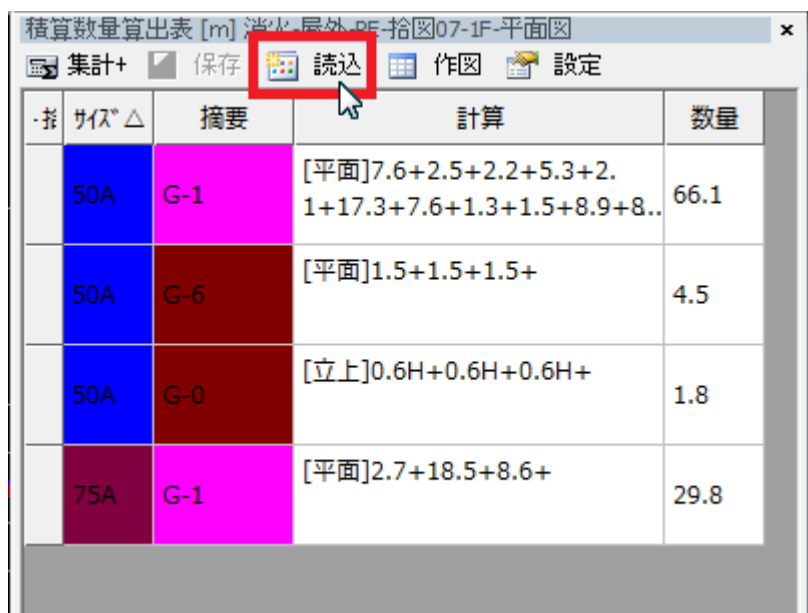 積算数量算出表 [m] 消火-屋外-PE-拾図07-1F-平面図 ×
集計+ 保存 読込 作図 設定
サイズ△ 摘要 計算 数量
50A G-1 [平面]7.6+2.5+2.2+5.3+2.
1+17.3+7.6+1.3+1.5+8.9+8.. 66.1
50A G-6 [平面]1.5+1.5+1.5+ 4.5
50A G-0 [立上]0.6H+0.6H+0.6H+ 1.8
75A G-1 [平面]2.7+18.5+8.6+ 29.8